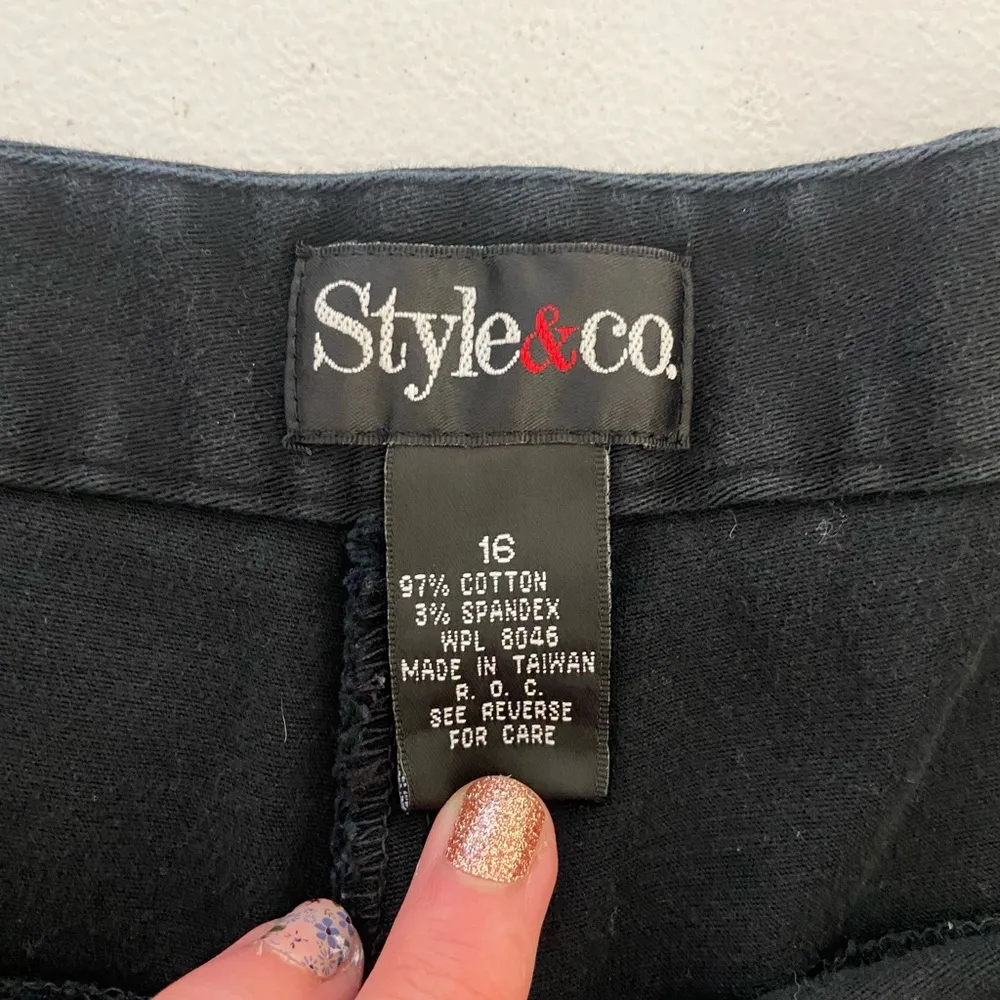 Style&co.
16
97% COTTON
3% SPANDEX
WPL 8046
MADE IN TAIWAN
R. O. C.
SEE REVERSE
FOR CARE